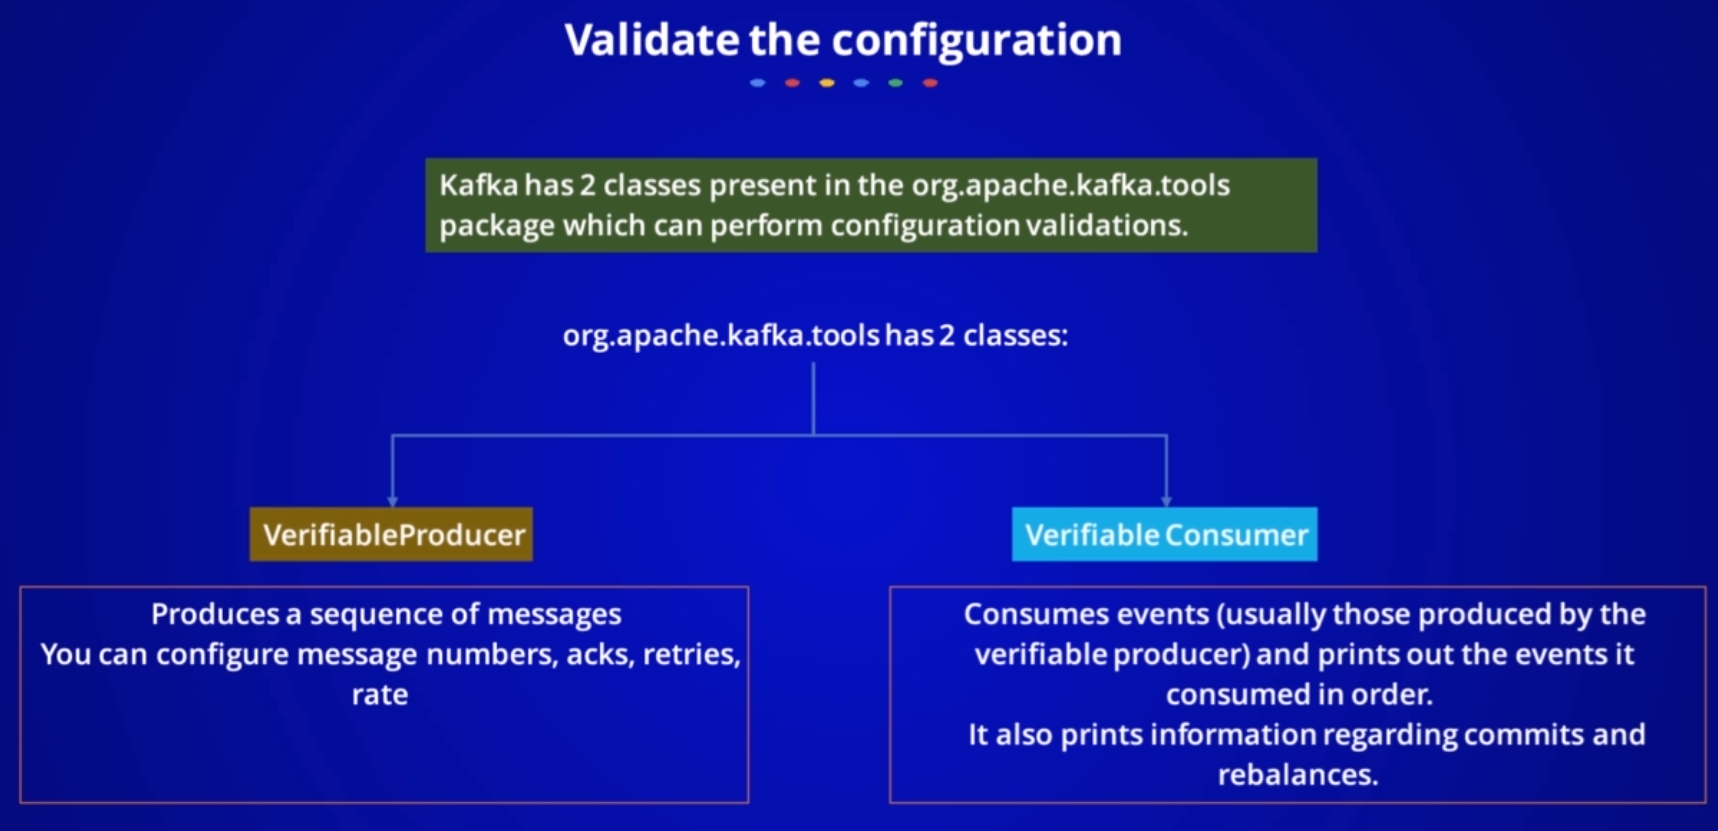 Validate the configuration
Kafka has 2 classes present in the org.apache.kafka.tools
package which can perform configuration validations.
org.apache.kafka.tools has 2 classes:
VerifiableProducer
Verifiable Consumer
Produces a sequence of messages
You can configure message numbers, acks, retries,
rate
Consumes events (usually those produced by the
verifiable producer) and prints out the events it
consumed in order.
It also prints information regarding commits and
rebalances.